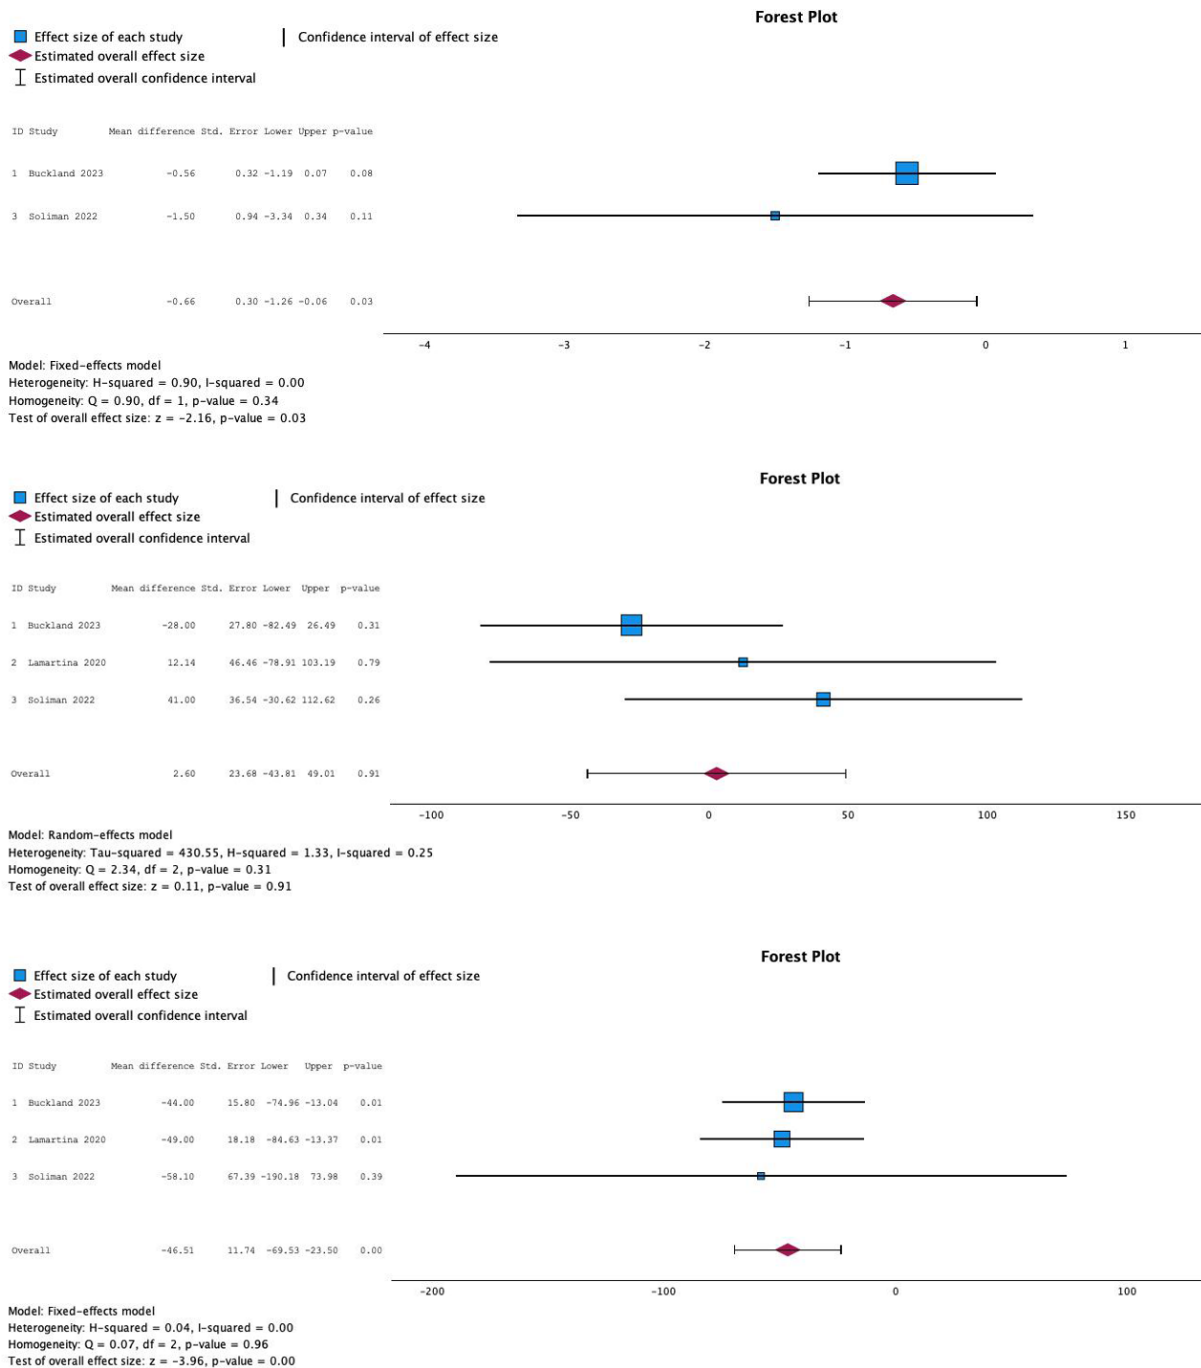 Forest Plot
Effect size of each study Confidence interval of effect size
Estimated overall effect size
Estimated overall confidence interval
ID Study Mean difference Std. Error Lower Upper p-value
1 Buckland 2023 -0.56 0.32 -1.19 0.07 0.08
3 Soliman 2022 -1.50 0.94 -3.34 0.34 0.11
Overall -0.66 0.30 -1.26 -0.06 0.03
-4 -3 -2 -1 0 1
Model: Fixed-effects model
Heterogeneity: H-squared = 0.90, I-squared = 0.00
Homogeneity: Q = 0.90, df = 1, p-value = 0.34
Test of overall effect size: z = -2.16, p-value = 0.03
Forest Plot
Effect size of each study Confidence interval of effect size
Estimated overall effect size
Estimated overall confidence interval
ID Study Mean difference Std. Error Lower Upper p-value
1 Buckland 2023 -28.00 27.80 -82.49 26.49 0.31
2 Lamartina 2020 12.14 46.46 -78.91 103.19 0.79
3 Soliman 2022 41.00 36.54 -30.62 112.62 0.26
Overall 2.60 23.68 -43.81 49.01 0.91
-100 -50 0 50 100 150
Model: Random-effects model
Heterogeneity: Tau-squared = 430.55, H-squared = 1.33, I-squared = 0.25
Homogeneity: Q = 2.34, df = 2, p-value = 0.31
Test of overall effect size: z = 0.11, p-value = 0.91
Forest Plot
Effect size of each study Confidence interval of effect size
Estimated overall effect size
Estimated overall confidence interval
ID Study Mean difference Std. Error Lower Upper p-value
1 Buckland 2023 -44.00 15.80 -74.96 -13.04 0.01
2 Lamartina 2020 -49.00 18.18 -84.63 -13.37 0.01
3 Soliman 2022 -58.10 67.39 -190.18 73.98 0.39
Overall -46.51 11.74 -69.53 -23.50 0.00
-200 -100 0 100
Model: Fixed-effects model
Heterogeneity: H-squared = 0.04, I-squared = 0.00
Homogeneity: Q = 0.07, df = 2, p-value = 0.96
Test of overall effect size: z = -3.96, p-value = 0.00